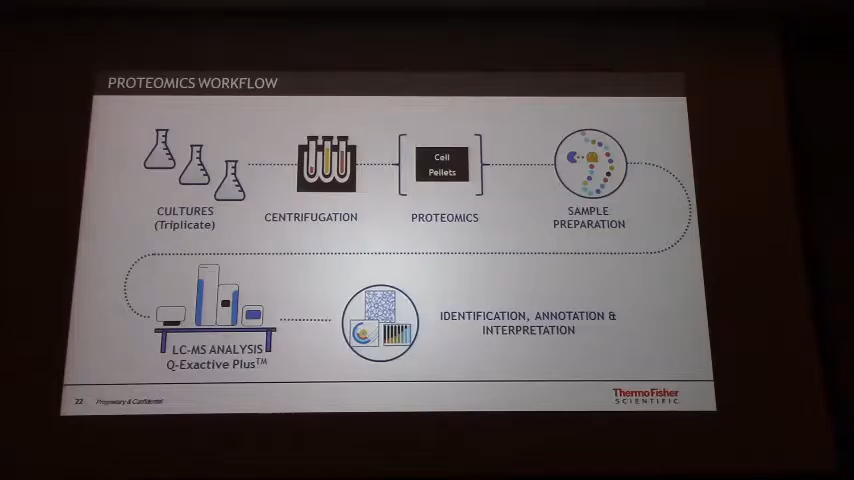 PROTEOMICS WORKFLOW
CULTURES
(Triplicate)
CENTRIFUGATION
Cell
Pellets
PROTEOMICS
SAMPLE
PREPARATION
LC-MS ANALYSIS
Q-Exactive Plus™
IDENTIFICATION, ANNOTATION &
INTERPRETATION
22 Proprietary & Confidential
ThermoFisher
SCIENTIFIC